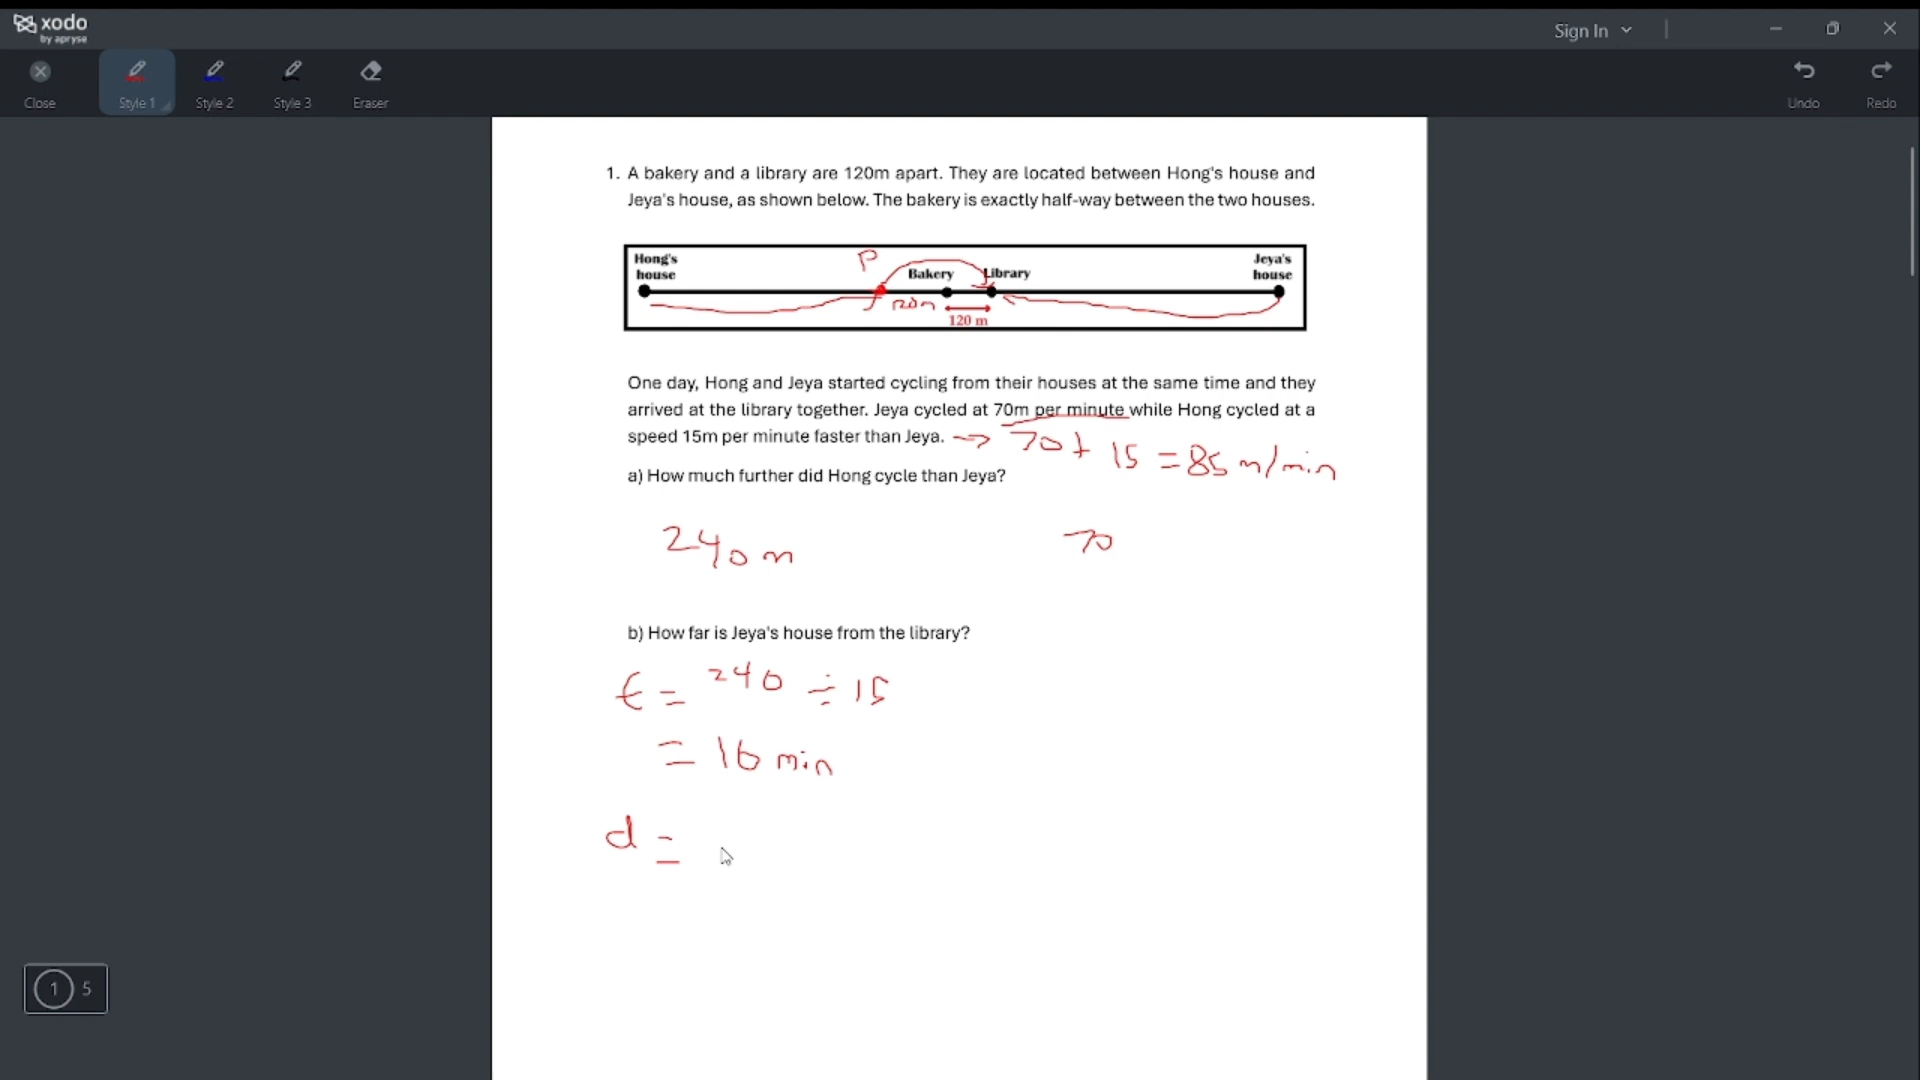 xodo
by apryse
Sign In
Close
Style 1
Style 2
Style 3
Eraser
Undo
Redo
1. A bakery and a library are 120m apart. They are located between Hong's house and
Jeya's house, as shown below. The bakery is exactly half-way between the two houses.
Hong's
house
P
Bakery
Library
Jeya's
house
120m
120 m
One day, Hong and Jeya started cycling from their houses at the same time and they
arrived at the library together. Jeya cycled at 70m per minute while Hong cycled at a
speed 15m per minute faster than Jeya. → 70 + 15 = 85 m/min
a) How much further did Hong cycle than Jeya?
240 m
70
b) How far is Jeya's house from the library?
t = 240 ÷ 15
= 16 min
d =
1 5